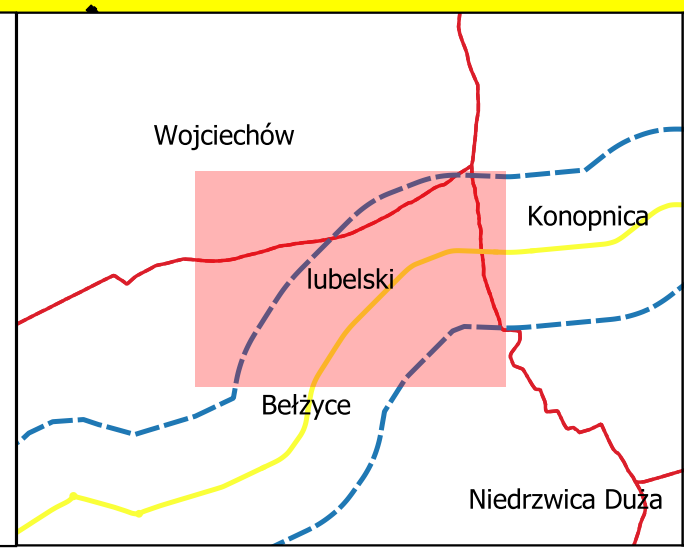 Wojciechów
Konopnica
lubelski
Bełżyce
Niedrzwica Duża